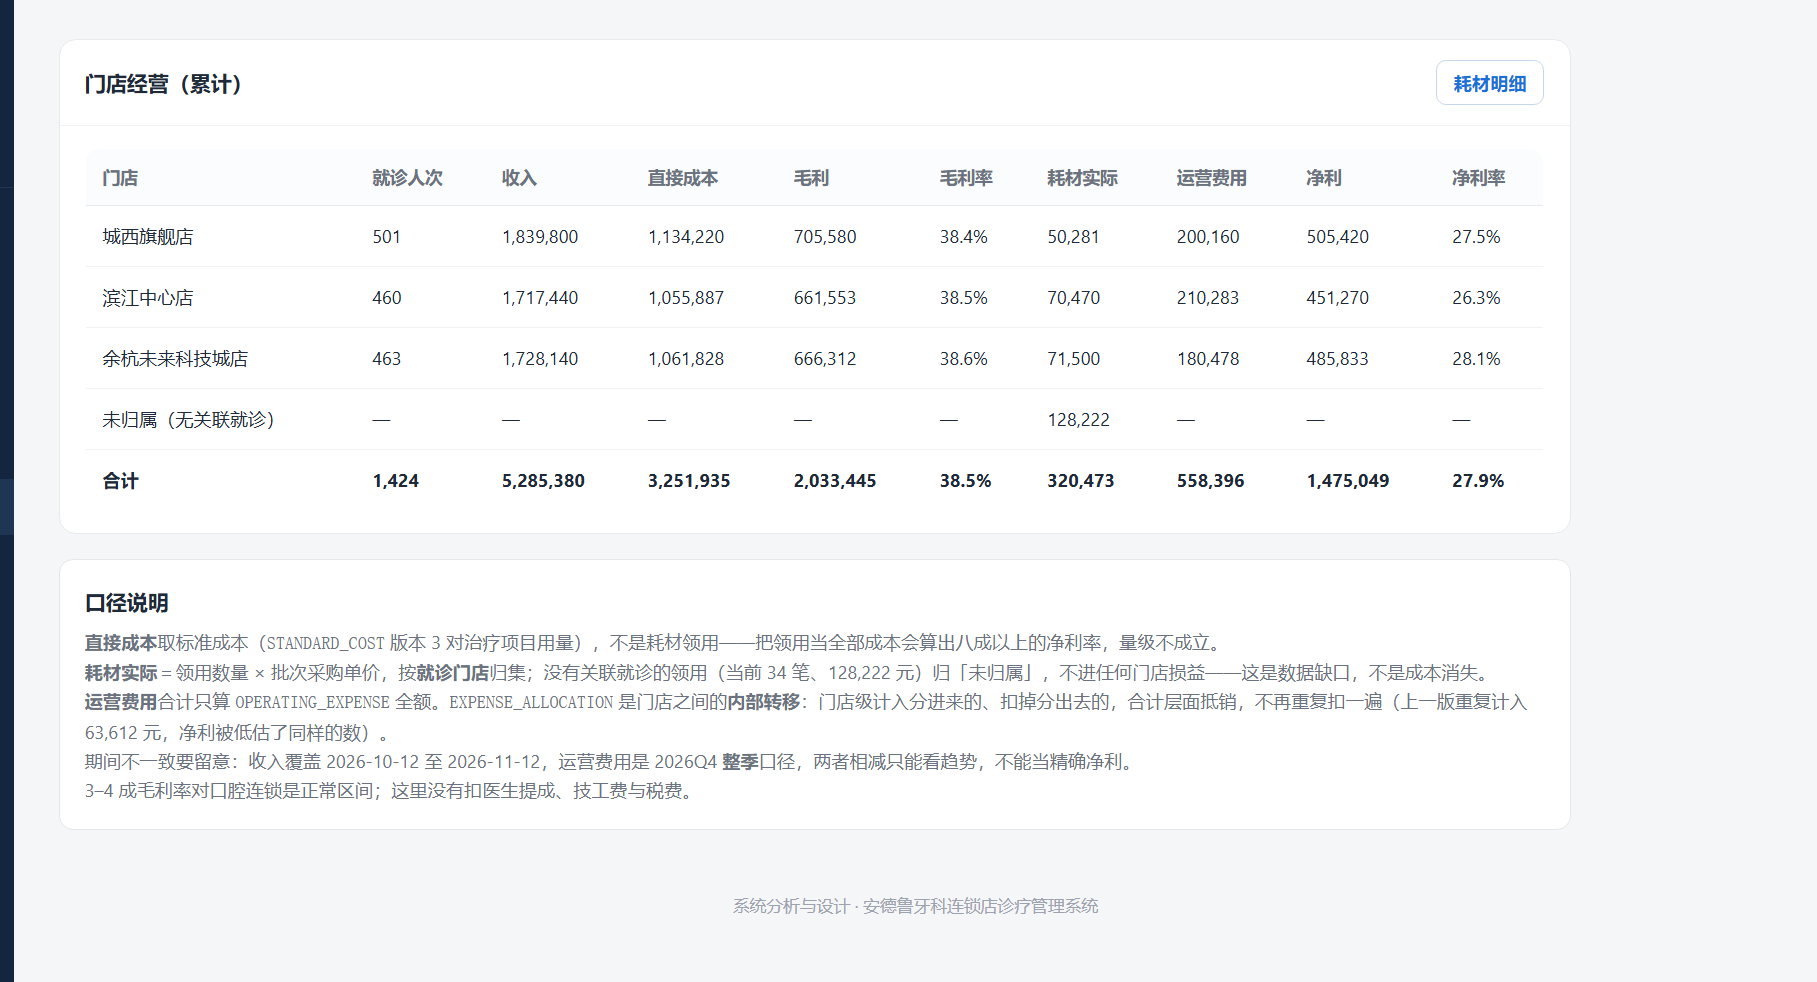 门店经营（累计）
耗材明细
门店 就诊人次 收入 直接成本 毛利 毛利率 耗材实际 运营费用 净利 净利率
城西旗舰店 501 1,839,800 1,134,220 705,580 38.4% 50,281 200,160 505,420 27.5%
滨江中心店 460 1,717,440 1,055,887 661,553 38.5% 70,470 210,283 451,270 26.3%
余杭未来科技城店 463 1,728,140 1,061,828 666,312 38.6% 71,500 180,478 485,833 28.1%
未归属（无关联就诊） — — — — — 128,222 — — —
合计 1,424 5,285,380 3,251,935 2,033,445 38.5% 320,473 558,396 1,475,049 27.9%
口径说明
直接成本取标准成本（STANDARD_COST 版本 3 对治疗项目用量），不是耗材领用——把领用当全部成本会算出八成以上的净利率，量级不成立。
耗材实际 = 领用数量 × 批次采购单价，按就诊门店归集；没有关联就诊的领用（当前 34 笔、128,222 元）归「未归属」，不进任何门店损益——这是数据缺口，不是成本消失。
运营费用合计只算 OPERATING_EXPENSE 全额。EXPENSE_ALLOCATION 是门店之间的内部转移：门店级计入分进来的、扣掉分出去的，合计层面抵销，不再重复扣一遍（上一版重复计入
63,612 元，净利被低估了同样的数）。
期间不一致要留意：收入覆盖 2026-10-12 至 2026-11-12，运营费用是 2026Q4 整季口径，两者相减只能看趋势，不能当精确净利。
3–4 成毛利率对口腔连锁是正常区间；这里没有扣医生提成、技工费与税费。
系统分析与设计 · 安德鲁牙科连锁店诊疗管理系统